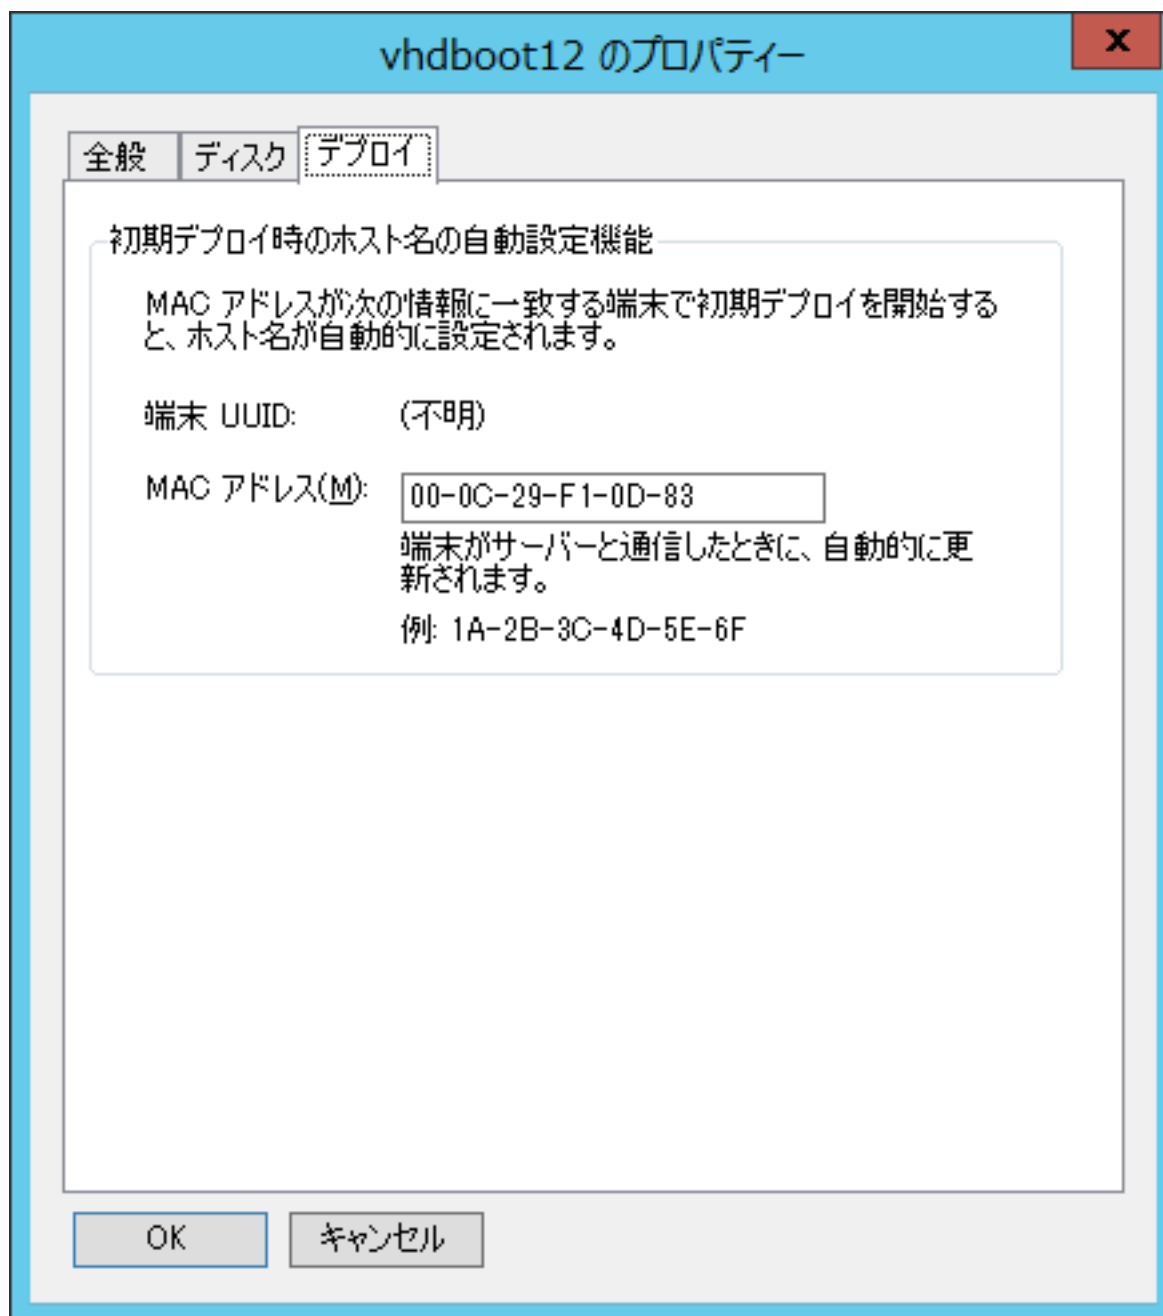 vhdboot12 のプロパティー
x
全般
ディスク
デプロイ
初期デプロイ時のホスト名の自動設定機能
MAC アドレスが次の情報に一致する端末で初期デプロイを開始する
と、ホスト名が自動的に設定されます。
端末 UUID: (不明)
MAC アドレス(M): 00-0C-29-F1-0D-83
端末がサーバーと通信したときに、自動的に更
新されます。
例: 1A-2B-3C-4D-5E-6F
OK
キャンセル